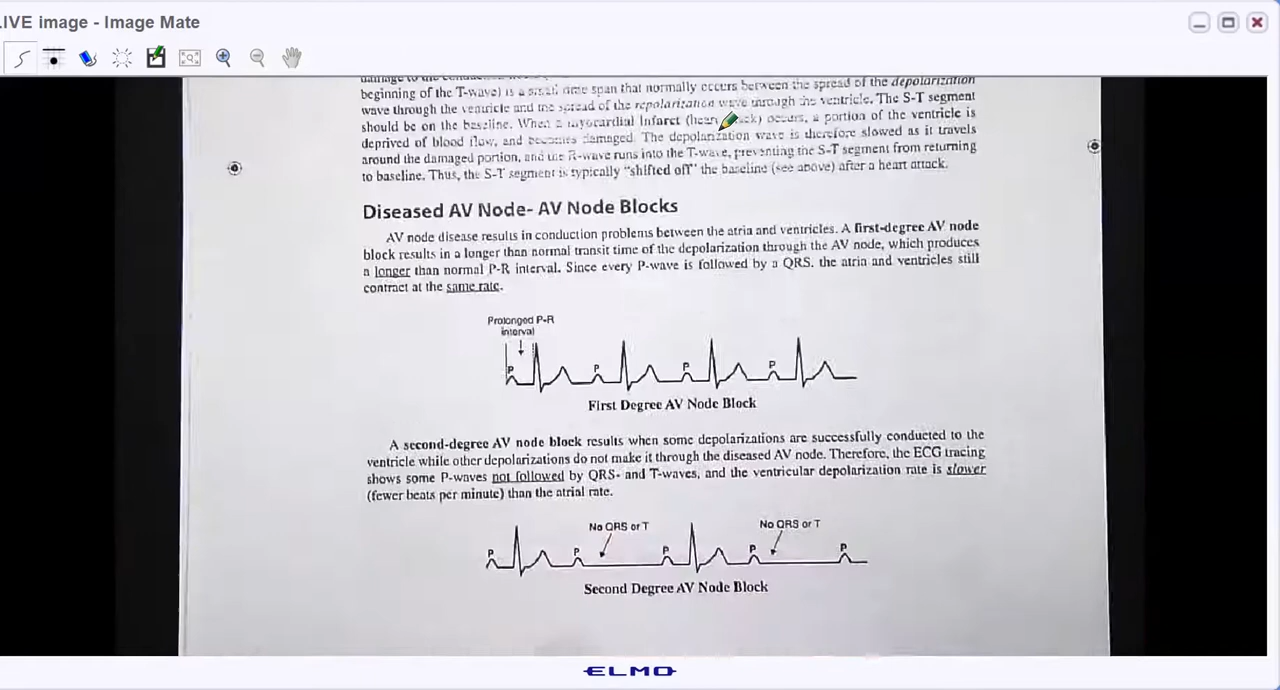 LIVE image - Image Mate
beginning of the T-wave) is a small time span that normally occurs between the spread of the depolarization
wave through the ventricle and the spread of the repolarization wave through the ventricle. The S-T segment
should be on the baseline. When a myocardial Infarct (heart occurs, a portion of the ventricle is
deprived of blood flow, and becomes damaged. The depolarization wave is therefore slowed as it travels
around the damaged portion, and the R-wave runs into the T-wave, preventing the S-T segment from returning
to baseline. Thus, the S-T segment is typically “shifted off” the baseline (see above) after a heart attack.
Diseased AV Node- AV Node Blocks
AV node disease results in conduction problems between the atria and ventricles. A first-degree AV node
block results in a longer than normal transit time of the depolarization through the AV node, which produces
a longer than normal P-R interval. Since every P-wave is followed by a QRS, the atria and ventricles still
contract at the same rate.
Prolonged P-R
interval
P P P P
First Degree AV Node Block
A second-degree AV node block results when some depolarizations are successfully conducted to the
ventricle while other depolarizations do not make it through the diseased AV node. Therefore, the ECG tracing
shows some P-waves not followed by QRS- and T-waves, and the ventricular depolarization rate is slower
(fewer beats per minute) than the atrial rate.
No QRS or T No QRS or T
P P P P P
Second Degree AV Node Block
ELMO